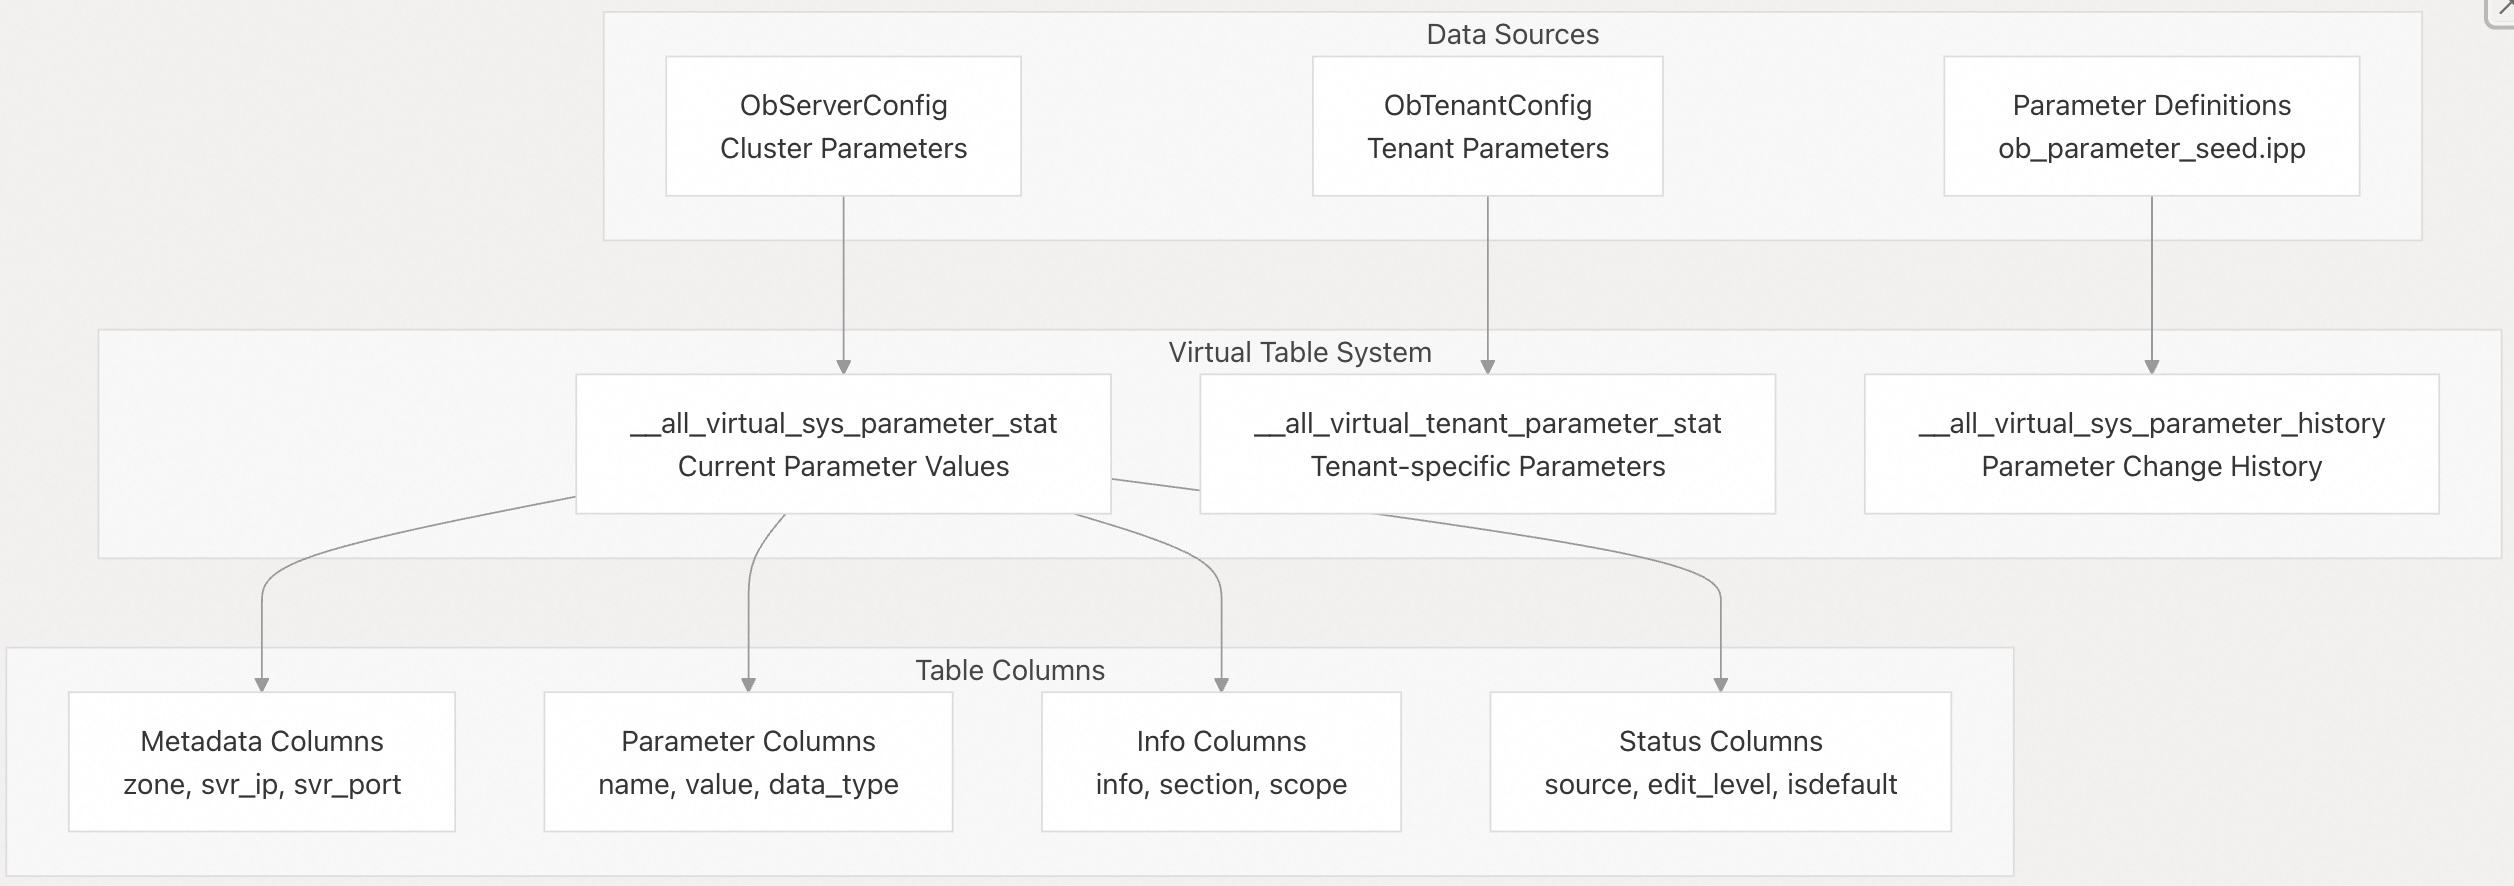 Data Sources
ObServerConfig
Cluster Parameters
ObTenantConfig
Tenant Parameters
Parameter Definitions
ob_parameter_seed.ipp
Virtual Table System
__all_virtual_sys_parameter_stat
Current Parameter Values
__all_virtual_tenant_parameter_stat
Tenant-specific Parameters
__all_virtual_sys_parameter_history
Parameter Change History
Table Columns
Metadata Columns
zone, svr_ip, svr_port
Parameter Columns
name, value, data_type
Info Columns
info, section, scope
Status Columns
source, edit_level, isdefault